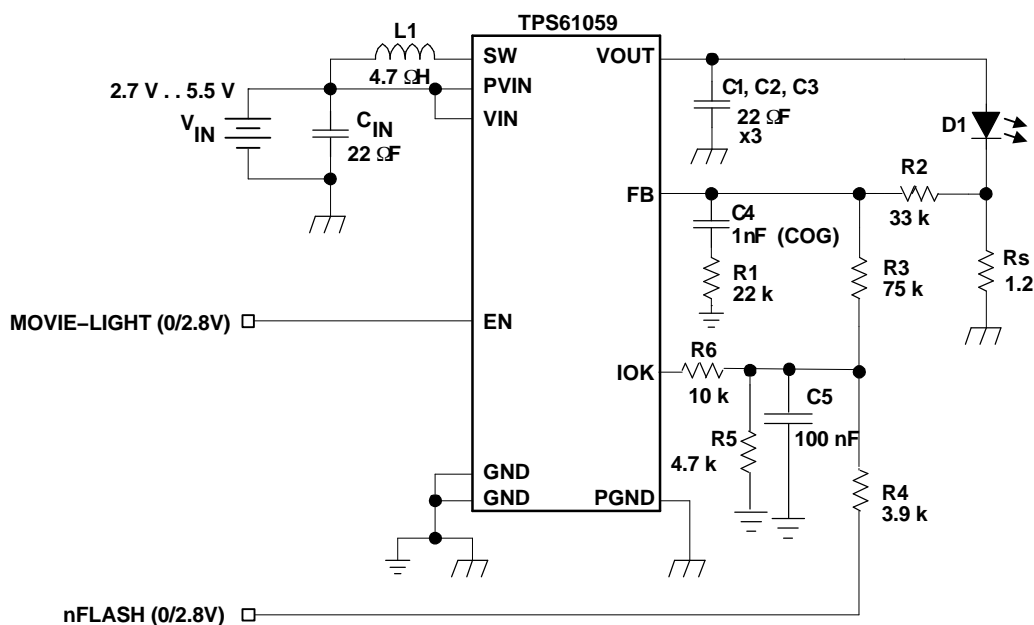 TPS61059
L1
4.7 ΩH
SW
PVIN
VIN
VOUT
2.7 V . . 5.5 V
VIN
CIN
22 ΩF
C1, C2, C3
22 ΩF
x3
D1
FB
R2
33 k
C4
1nF (COG)
R1
22 k
R3
75 k
Rs
1.2
MOVIE–LIGHT (0/2.8V)
EN
IOK
R6
10 k
C5
100 nF
R5
4.7 k
GND
GND
PGND
R4
3.9 k
nFLASH (0/2.8V)